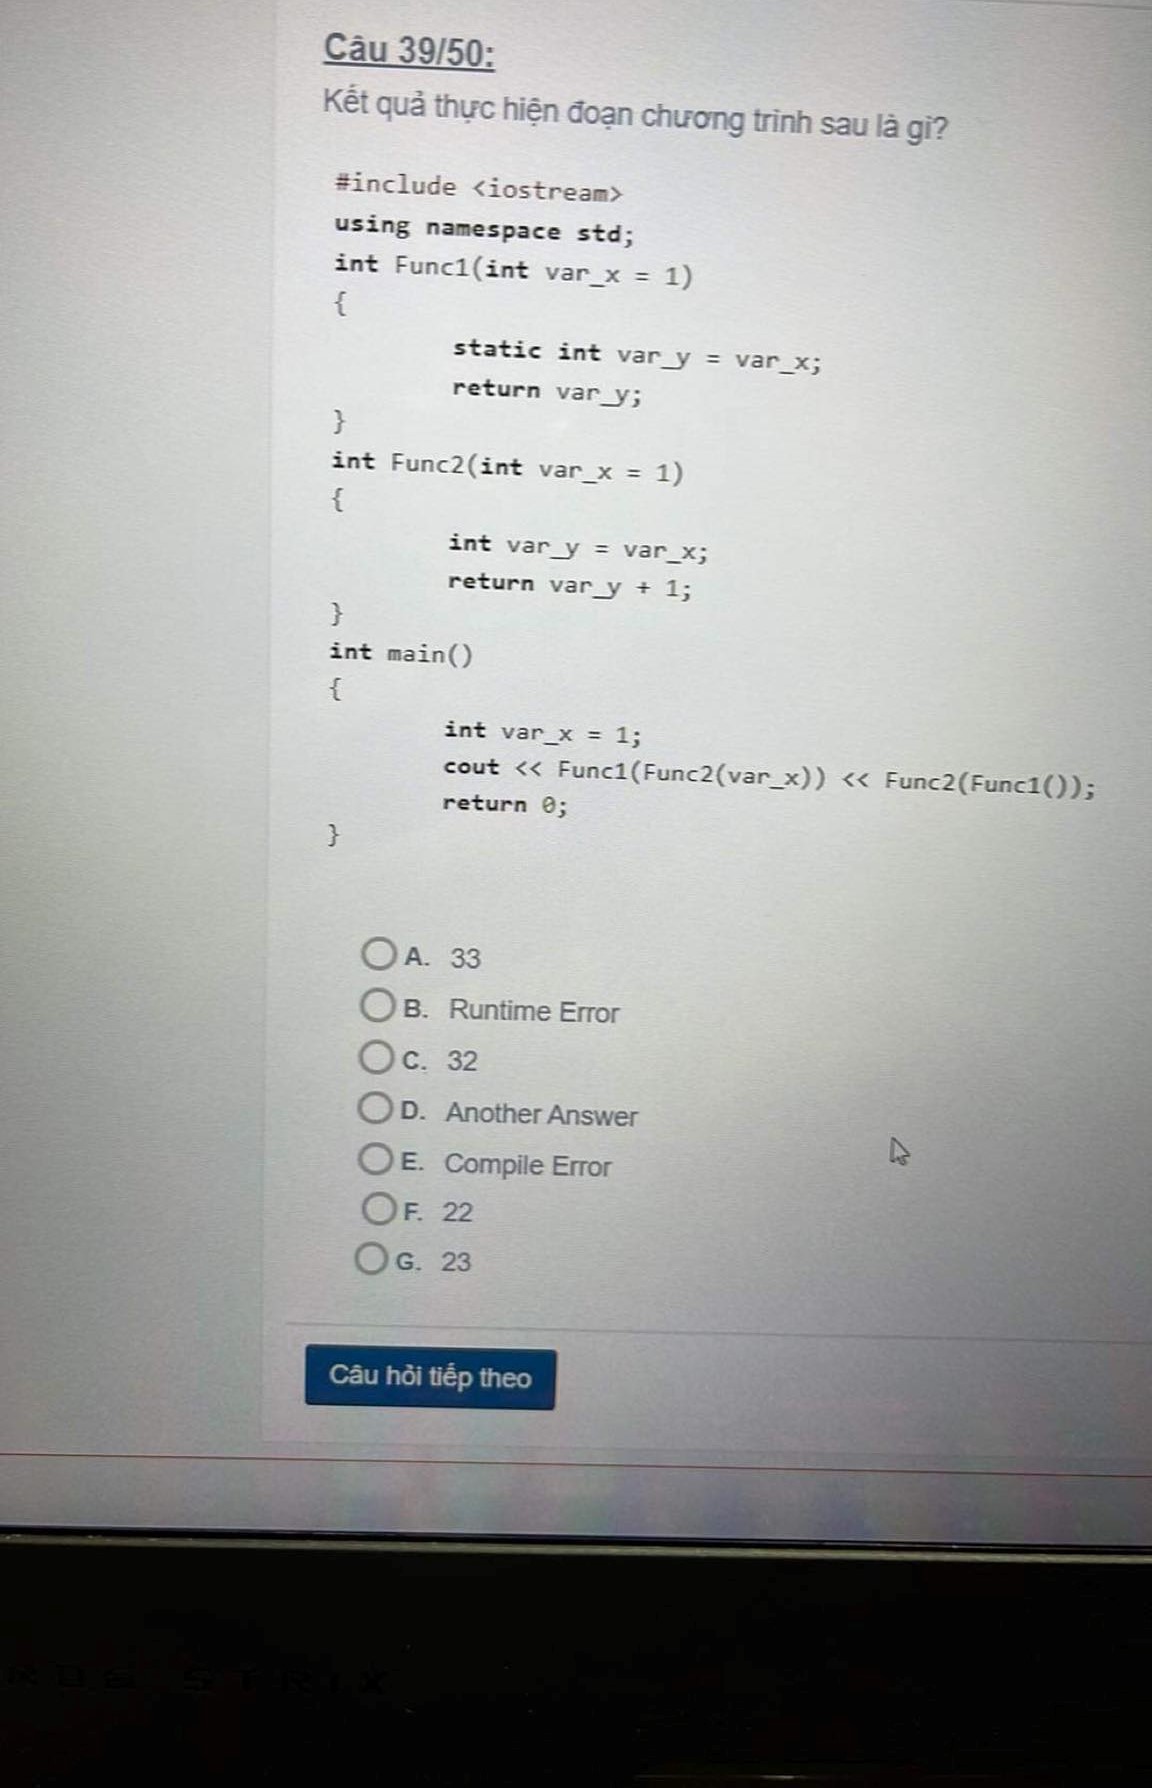 Câu 39/50:
Kết quả thực hiện đoạn chương trình sau là gì?
#include <iostream>
using namespace std;
int Func1(int var_x = 1)
{
static int var_y = var_x;
return var_y;
}
int Func2(int var_x = 1)
{
int var_y = var_x;
return var_y + 1;
}
int main()
{
int var_x = 1;
cout << Func1(Func2(var_x)) << Func2(Func1());
return 0;
}
A. 33
B. Runtime Error
C. 32
D. Another Answer
E. Compile Error
F. 22
G. 23
Câu hỏi tiếp theo
STRIX